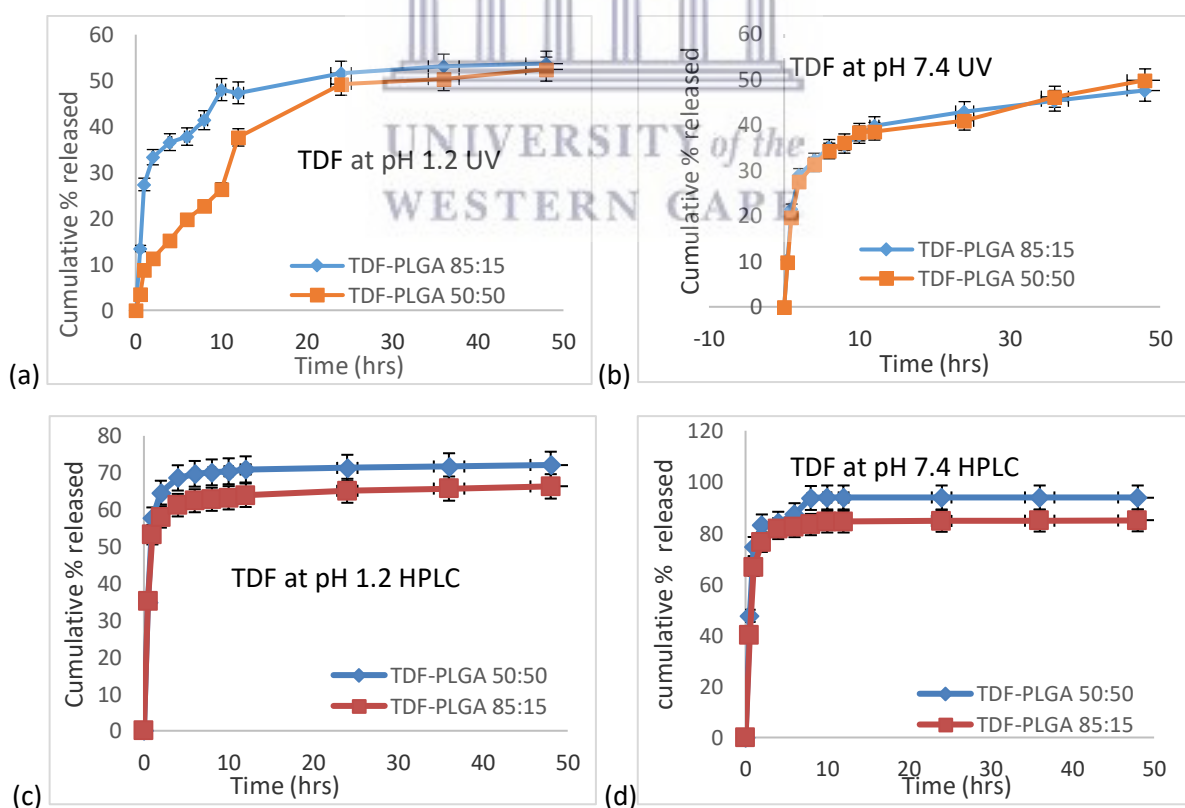 60
50
40
30
20
10
0
0
10
20
30
40
50
Cumulative % released
Time (hrs)
TDF at pH 1.2 UV
TDF-PLGA 85:15
TDF-PLGA 50:50
(a)
60
50
40
30
20
10
0
-10
10
30
50
Cumulative % released
Time (hrs)
TDF at pH 7.4 UV
TDF-PLGA 85:15
TDF-PLGA 50:50
(b)
UNIVERSITY of the
WESTERN CAPE
80
70
60
50
40
30
20
10
0
0
10
20
30
40
50
Cumulative % released
Time (hrs)
TDF at pH 1.2 HPLC
TDF-PLGA 50:50
TDF-PLGA 85:15
(c)
120
100
80
60
40
20
0
0
10
20
30
40
50
cumulative % released
Time (hrs)
TDF at pH 7.4 HPLC
TDF-PLGA 50:50
TDF-PLGA 85:15
(d)